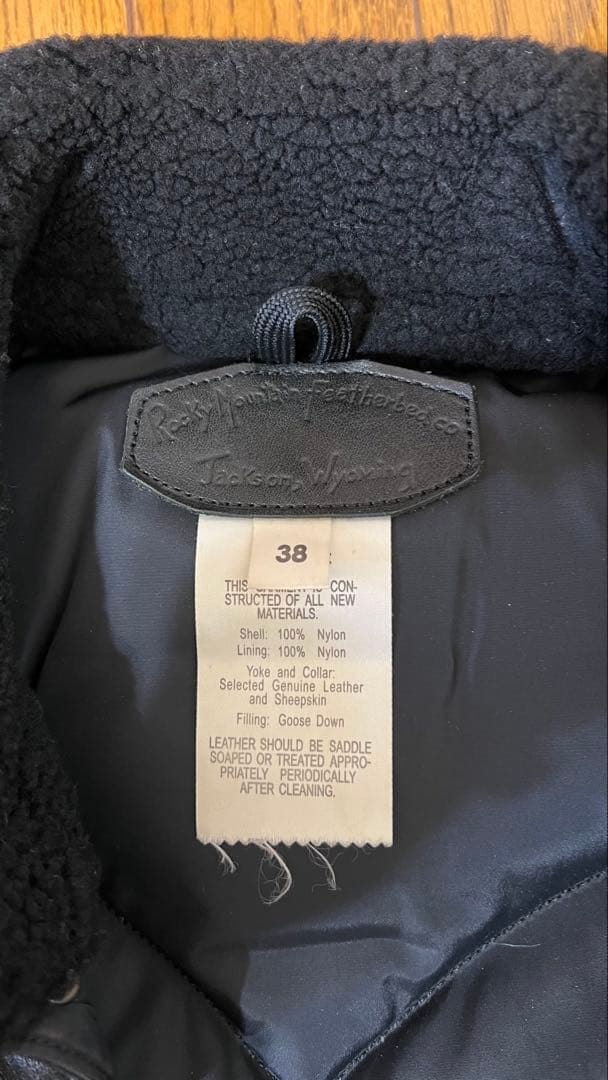 Rocky Mountain Featherbed.co
Jackson, Wyoming
38
THIS GARMENT IS CON-
STRUCTED OF ALL NEW
MATERIALS.
Shell: 100% Nylon
Lining: 100% Nylon
Yoke and Collar:
Selected Genuine Leather
and Sheepskin
Filling: Goose Down
LEATHER SHOULD BE SADDLE
SOAPED OR TREATED APPRO-
PRIATELY PERIODICALLY
AFTER CLEANING.